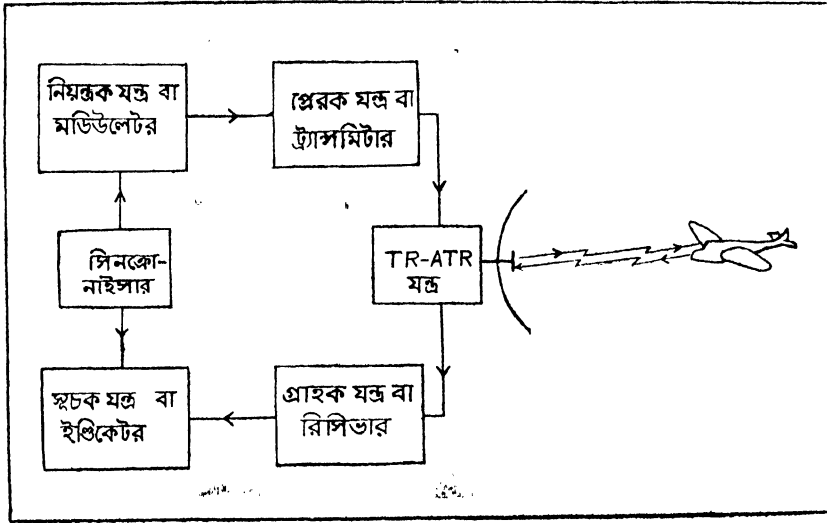 নিয়ন্ত্রক যন্ত্র বা
মডিউলেটর
প্রেরক যন্ত্র বা
ট্র্যান্সমিটার
সিনক্রো-
নাইসার
TR-ATR
যন্ত্র
সূচক যন্ত্র বা
ইণ্ডিকেটর
গ্রাহক যন্ত্র বা
রিসিভার